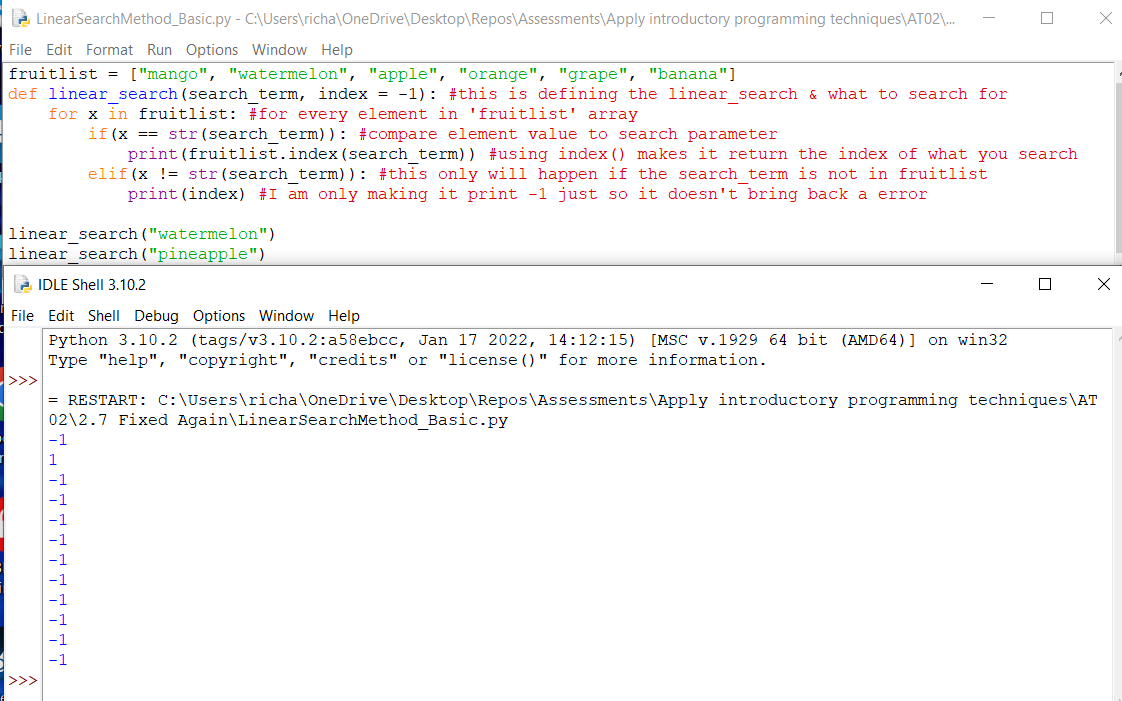 LinearSearchMethod_Basic.py - C:\Users\richa\OneDrive\Desktop\Repos\Assessments\Apply introductory programming techniques\AT02\...
File Edit Format Run Options Window Help
fruitlist = ["mango", "watermelon", "apple", "orange", "grape", "banana"]
def linear_search(search_term, index = -1): #this is defining the linear_search & what to search for
    for x in fruitlist: #for every element in 'fruitlist' array
        if(x == str(search_term)): #compare element value to search parameter
            print(fruitlist.index(search_term)) #using index() makes it return the index of what you search
        elif(x != str(search_term)): #this only will happen if the search_term is not in fruitlist
            print(index) #I am only making it print -1 just so it doesn't bring back a error
linear_search("watermelon")
linear_search("pineapple")
IDLE Shell 3.10.2
File Edit Shell Debug Options Window Help
Python 3.10.2 (tags/v3.10.2:a58ebcc, Jan 17 2022, 14:12:15) [MSC v.1929 64 bit (AMD64)] on win32
Type "help", "copyright", "credits" or "license()" for more information.
>>>
= RESTART: C:\Users\richa\OneDrive\Desktop\Repos\Assessments\Apply introductory programming techniques\AT
02\2.7 Fixed Again\LinearSearchMethod_Basic.py
-1
1
-1
-1
-1
-1
-1
-1
-1
-1
-1
-1
>>>